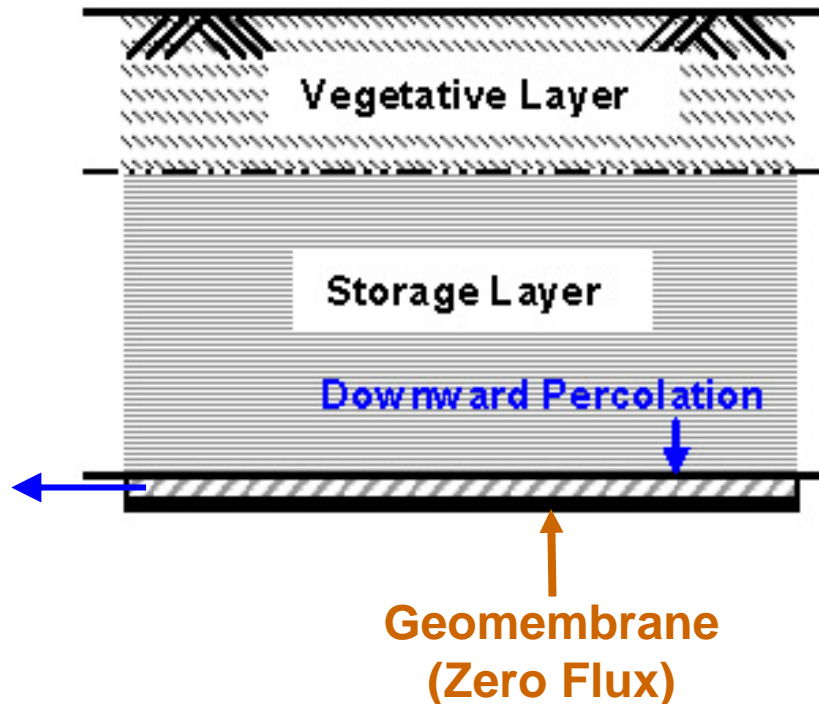 Vegetative Layer
Storage Layer
Downward Percolation
Geomembrane
(Zero Flux)